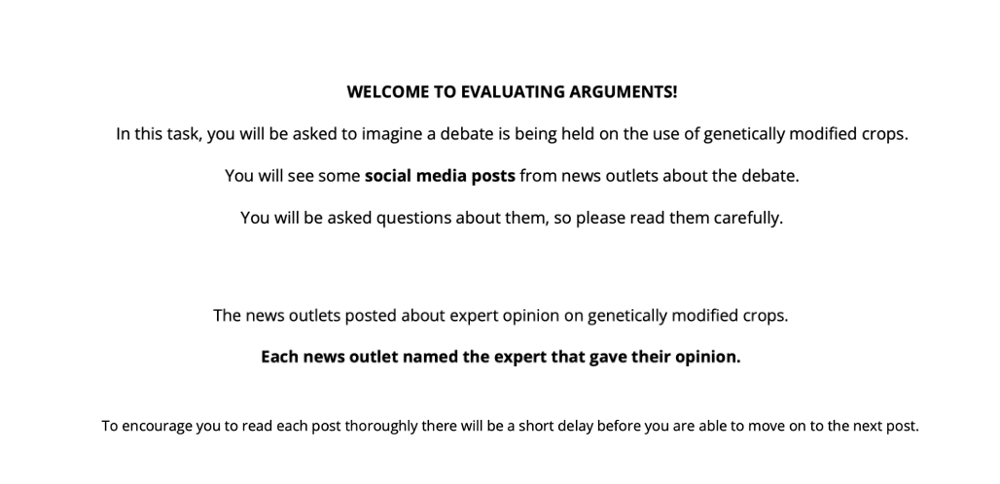 WELCOME TO EVALUATING ARGUMENTS!
In this task, you will be asked to imagine a debate is being held on the use of genetically modified crops.
You will see some social media posts from news outlets about the debate.
You will be asked questions about them, so please read them carefully.
The news outlets posted about expert opinion on genetically modified crops.
Each news outlet named the expert that gave their opinion.
To encourage you to read each post thoroughly there will be a short delay before you are able to move on to the next post.